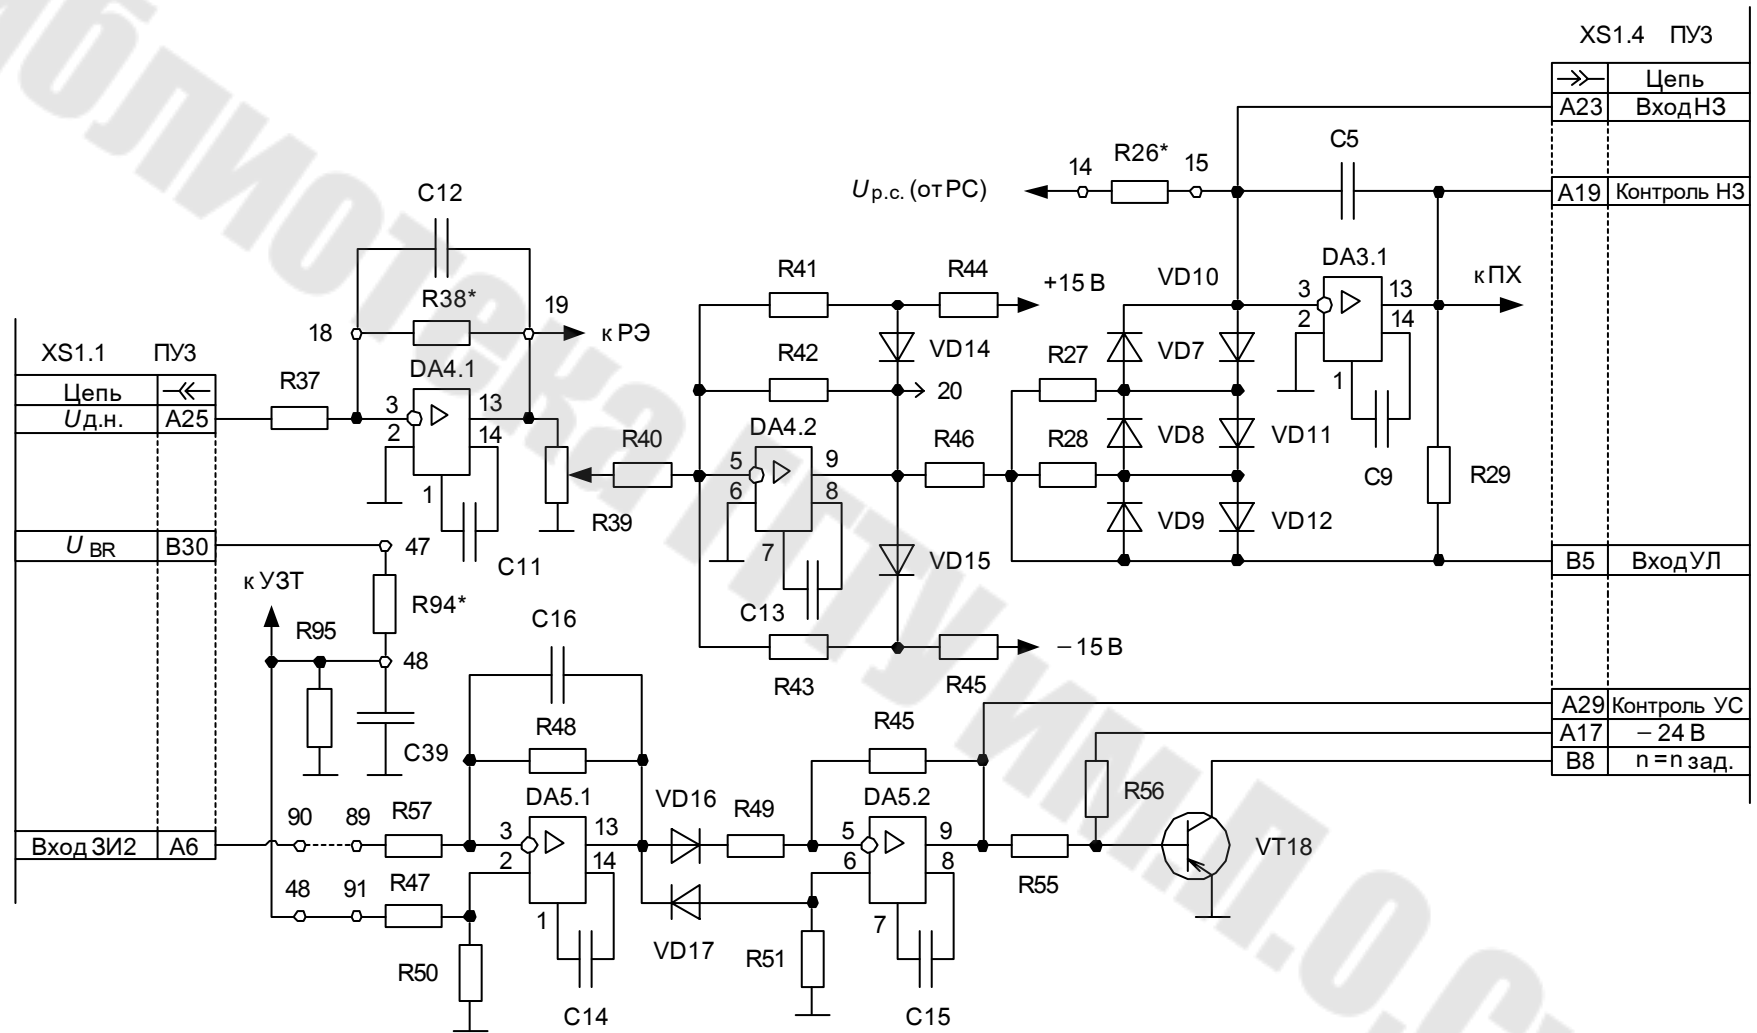 XS1.4 ПУЗ
Цепь
A23 Вход НЗ
C5
14 R26* 15
Uр.с. (от РС)
A19 Контроль НЗ
C12
DA3.1
R41 R44
+15 В
VD10
к ПХ
3 13
2 14
1
R38*
18 19
к РЭ
XS1.1 ПУЗ
Цепь
Uд.н. A25
R37
DA4.1
3 13
2 14
1
R42
VD14
20
R27
VD7
C9
DA4.2
R40
5 9
6 8
7
R46
R28
VD8 VD11
R29
R39
VD9 VD12
C11
U BR B30
47
VD15
B5 Вход УЛ
к УЗТ
R94*
C13
R95
48
C16
– 15 В
R43 R45
A29 Контроль УС
A17 – 24 В
B8 n = n зад.
C39
R48
R45
DA5.1
VD16 R49
DA5.2
R56
90 89 R57
Вход ЗИ2 A6
3 13
2 14
1
5 9
6 8
7
VT18
48 91 R47
R55
R50
VD17
R51
C14
C15
библиотека ГГТУ им.П.О.Су